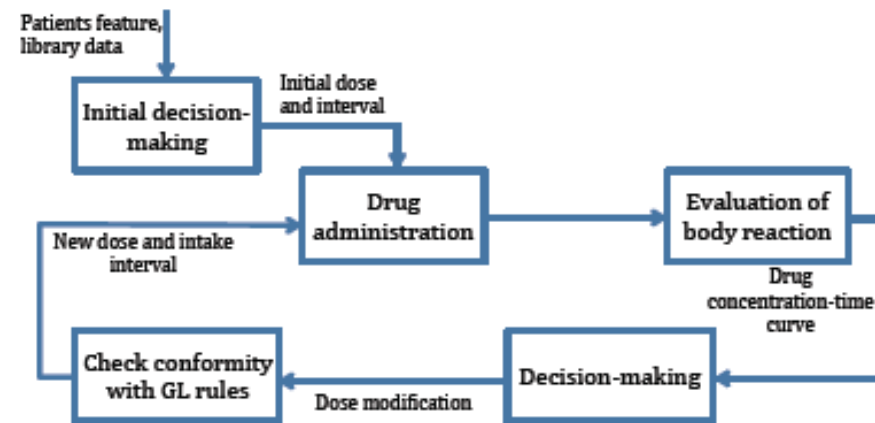 Patients feature,
library data
Initial decision-
making
Initial dose
and interval
Drug
administration
Evaluation of
body reaction
New dose and intake
interval
Drug
concentration-time
curve
Check conformity
with GL rules
Dose modification
Decision-making